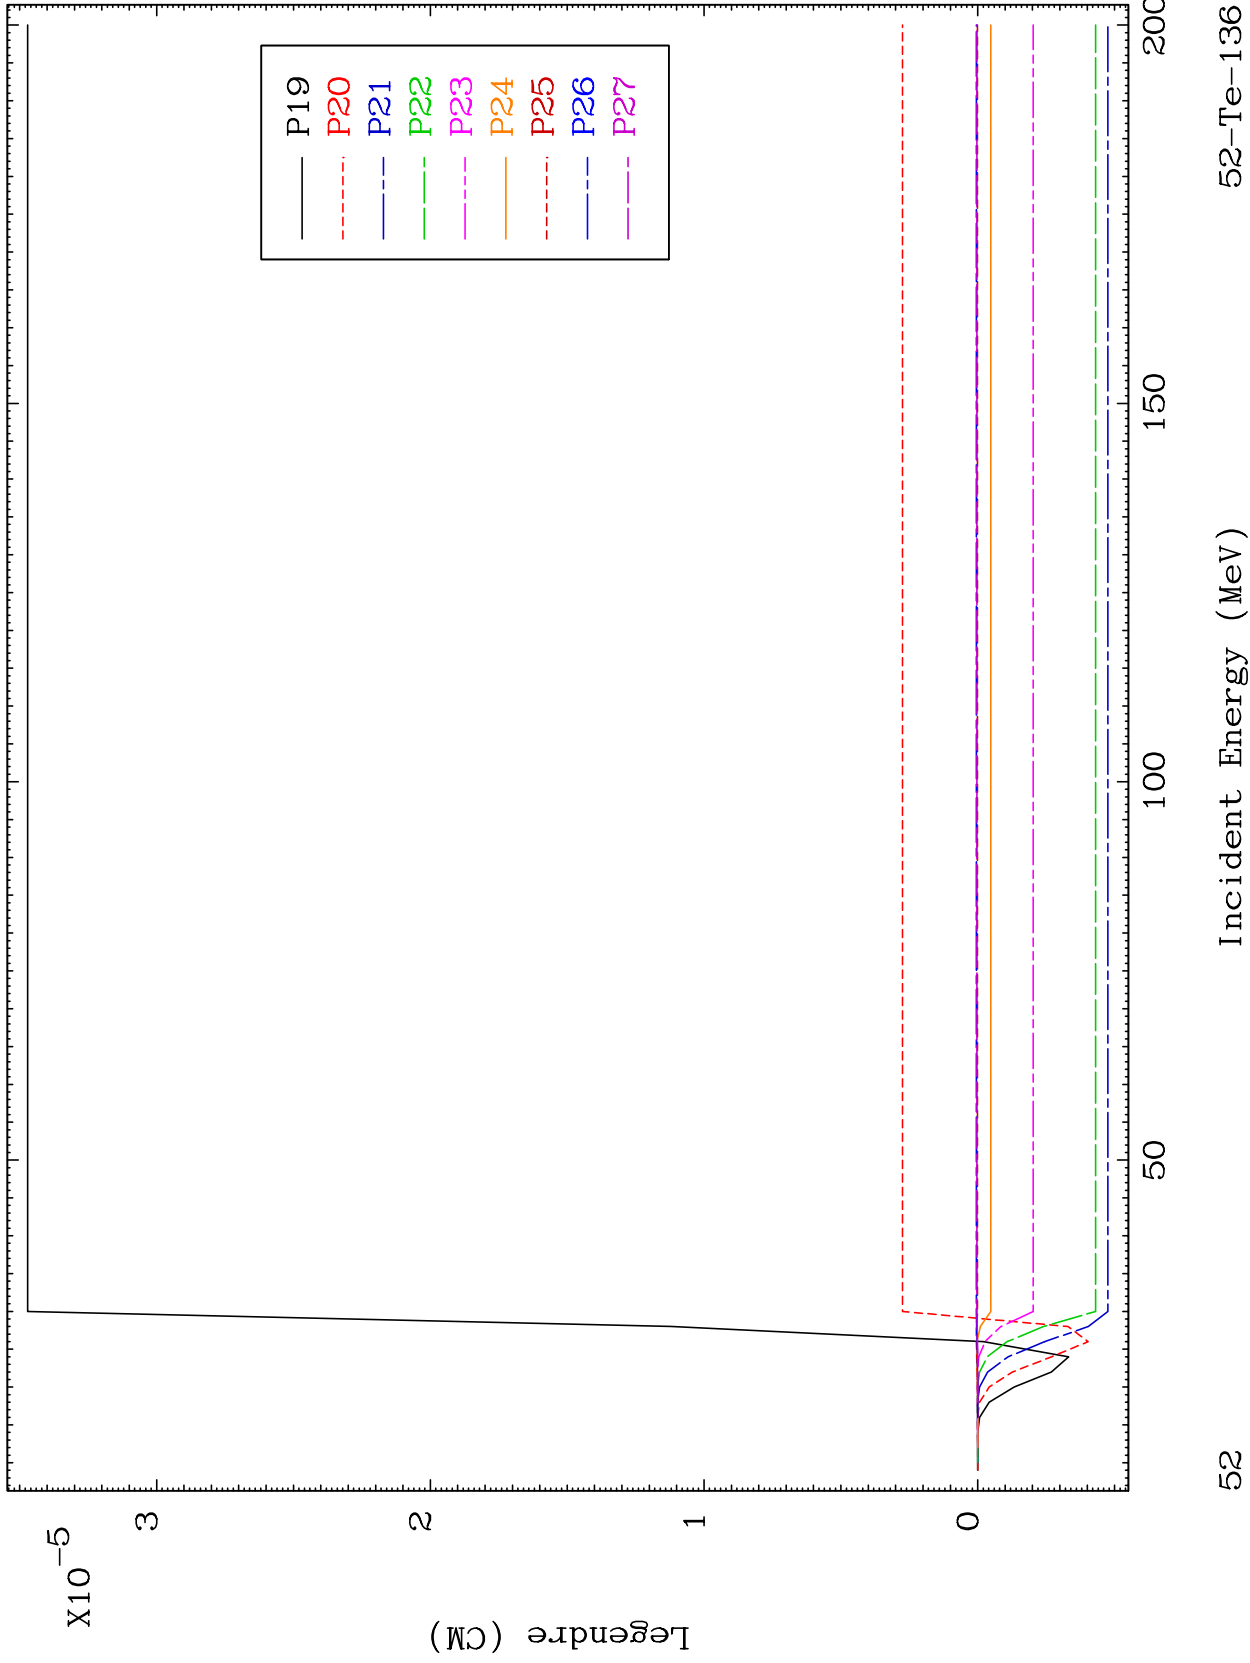 X10
-5
3
2
1
0
Legendre (CM)
P19
P20
P21
P22
P23
P24
P25
P26
P27
50
100
150
200
Incident Energy (MeV)
52
52-Te-136